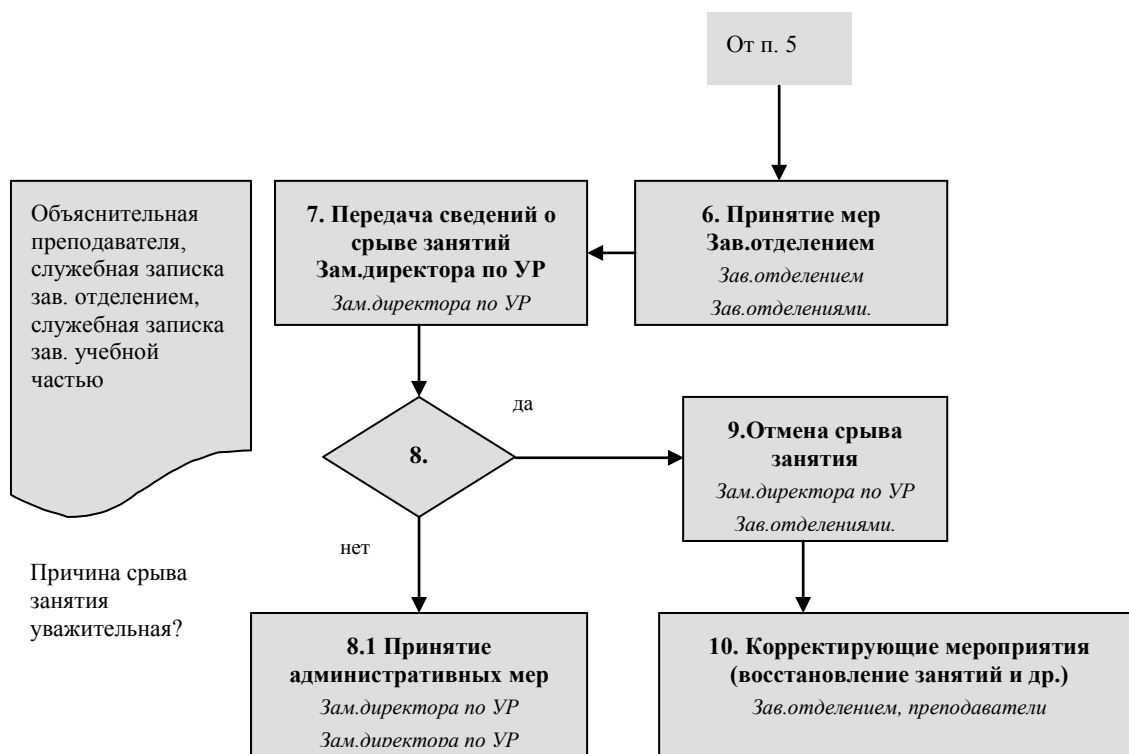 От п. 5
Объяснительная
преподавателя,
служебная записка
зав. отделением,
служебная записка
зав. учебной
частью
7. Передача сведений о
срыве занятий
Зам.директора по УР
Зам.директора по УР
6. Принятие мер
Зав.отделением
Зав.отделением
Зав.отделениями.
да
8.
9.Отмена срыва
занятия
Зам.директора по УР
Зав.отделениями.
нет
Причина срыва
занятия
уважительная?
8.1 Принятие
административных мер
Зам.директора по УР
Зам.директора по УР
10. Корректирующие мероприятия
(восстановление занятий и др.)
Зав.отделением, преподаватели